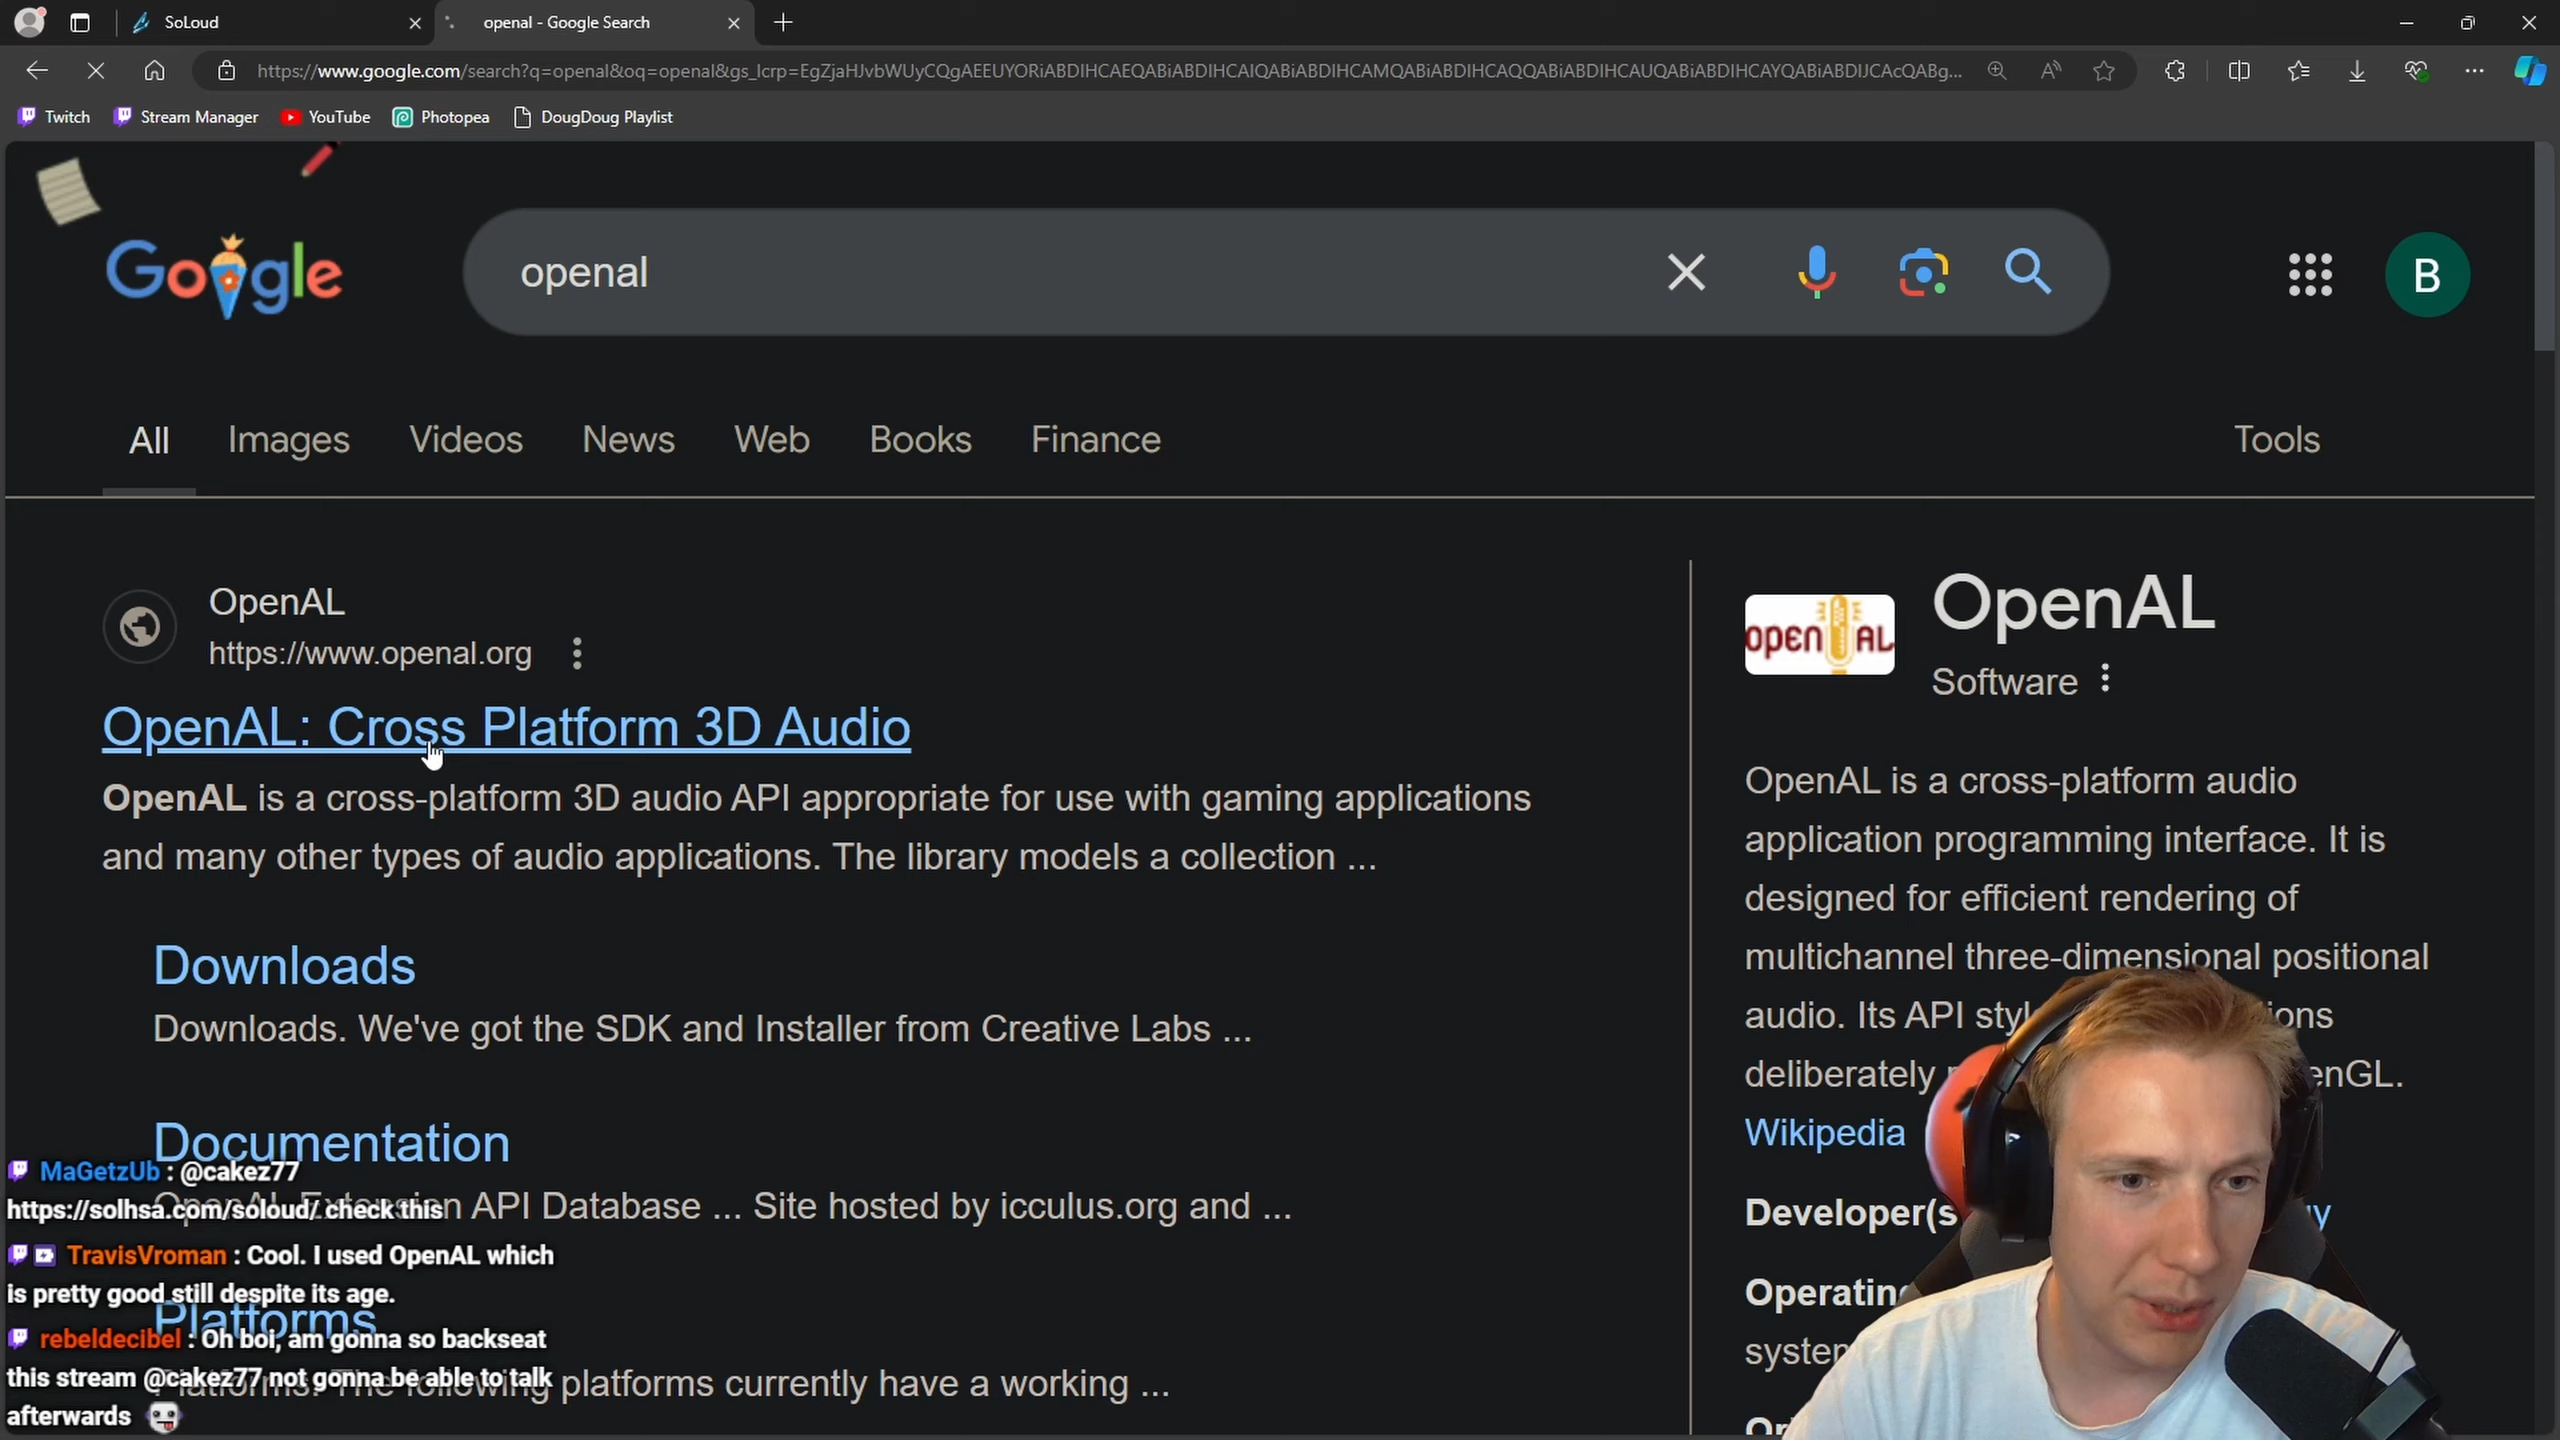 SoLoud
openal - Google Search
https://www.google.com/search?q=openal&oq=openal&gs_lcrp=EgZjaHJvbWUyCQgAEEUYORiABDIHCAEQABiABDIHCAIQABiABDIHCAMQABiABDIHCAQQABiABDIHCAUQABiABDIHCAYQABiABDIJCAcQABg...
Twitch
Stream Manager
YouTube
Photopea
DougDoug Playlist
Google
openal
B
All
Images
Videos
News
Web
Books
Finance
Tools
OpenAL
https://www.openal.org
OpenAL: Cross Platform 3D Audio
OpenAL is a cross-platform 3D audio API appropriate for use with gaming applications
and many other types of audio applications. The library models a collection ...
Downloads
Downloads. We've got the SDK and Installer from Creative Labs ...
Documentation
OpenAL Extension API Database ... Site hosted by icculus.org and ...
Platforms
Platforms. The following platforms currently have a working ...
open AL
OpenAL
Software
OpenAL is a cross-platform audio
application programming interface. It is
designed for efficient rendering of
multichannel three-dimensional positional
audio. Its API
deliberately
Wikipedia
Developer(s
MaGetzUb : @cakez77
https://solhsa.com/soloud/ check this
TravisVroman : Cool. I used OpenAL which
is pretty good still despite its age.
rebeldecibel : Oh boi, am gonna so backseat
this stream @cakez77 not gonna be able to talk
afterwards